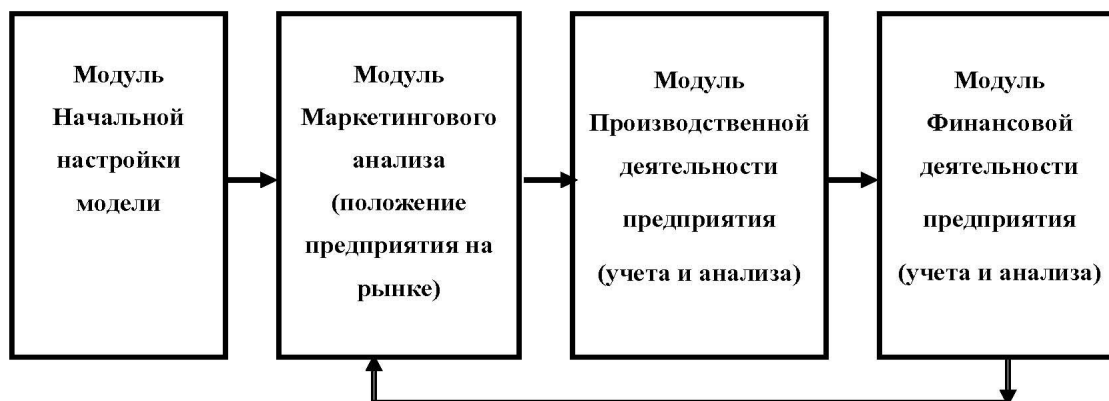 Модуль
Начальной
настройки
модели
Модуль
Маркетингового
анализа
(положение
предприятия на
рынке)
Модуль
Производственной
деятельности
предприятия
(учета и анализа)
Модуль
Финансовой
деятельности
предприятия
(учета и анализа)